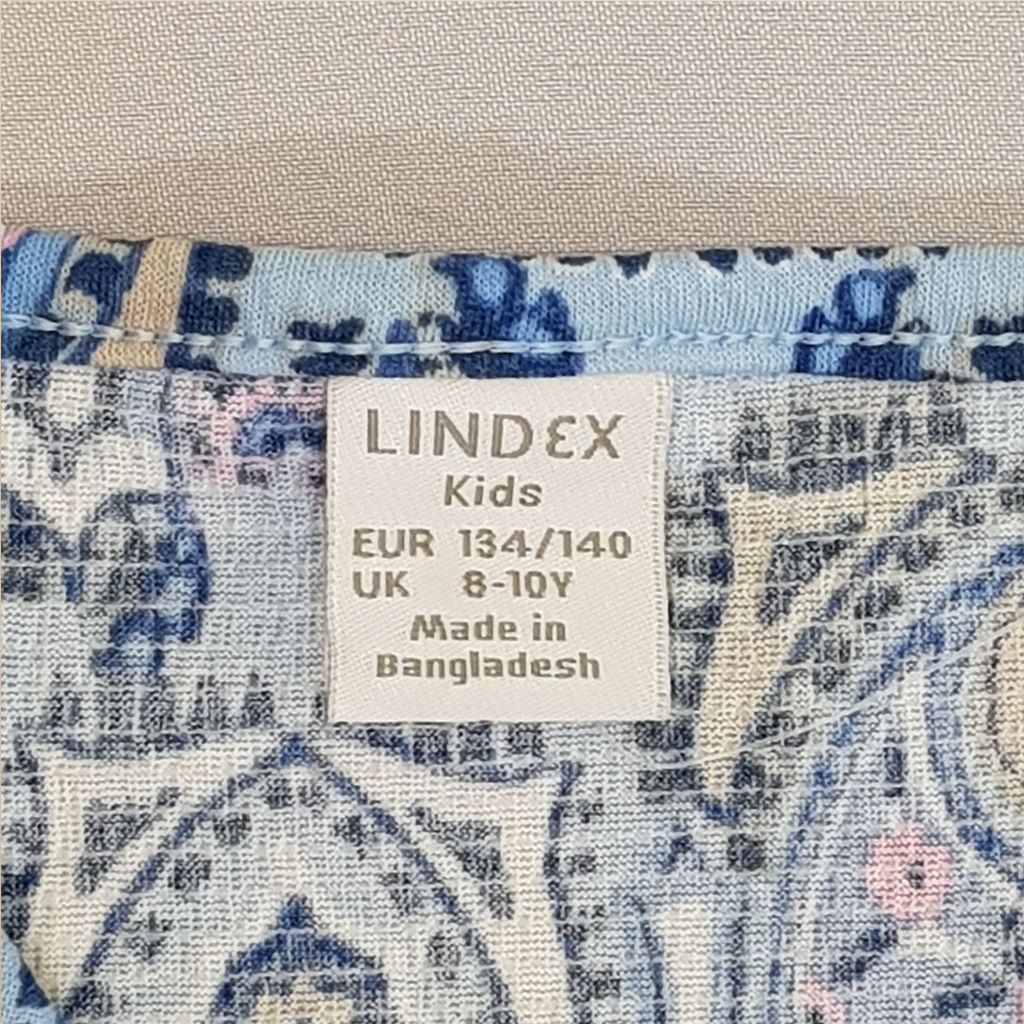 LINDEX
Kids
EUR 134/140
UK 8-10Y
Made in
Bangladesh